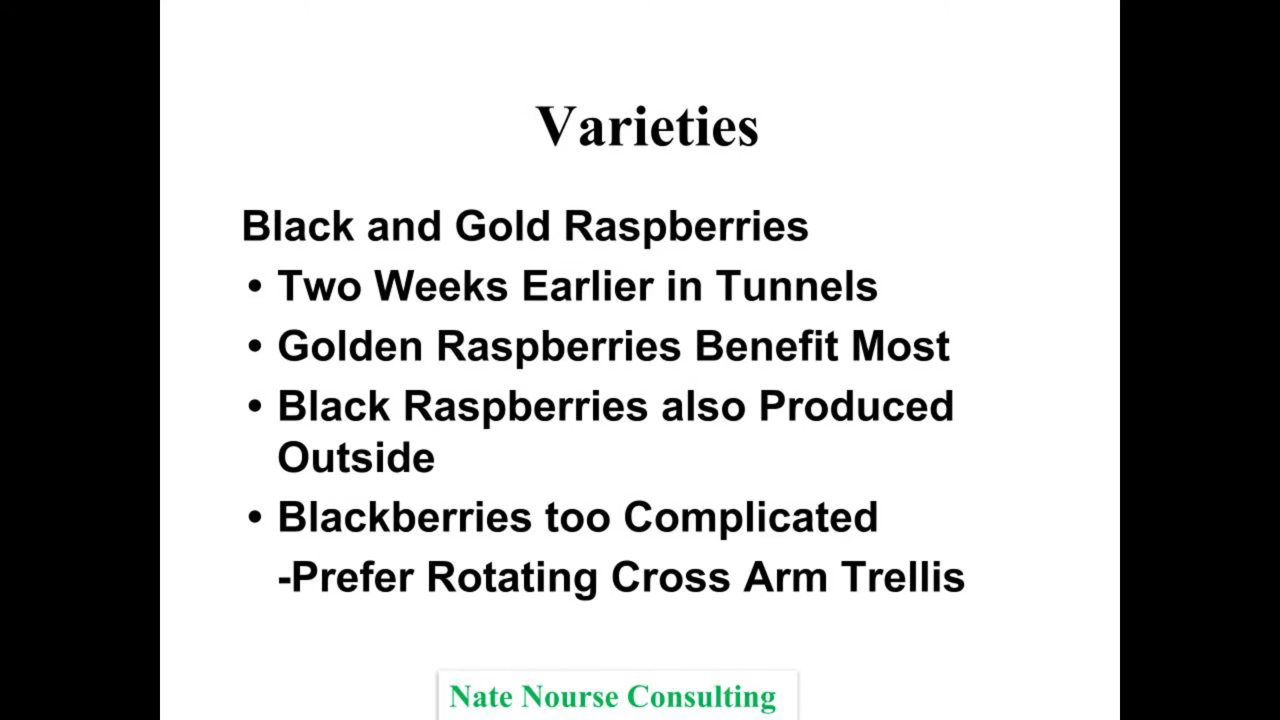 Varieties
Black and Gold Raspberries
• Two Weeks Earlier in Tunnels
• Golden Raspberries Benefit Most
• Black Raspberries also Produced
Outside
• Blackberries too Complicated
-Prefer Rotating Cross Arm Trellis
Nate Nourse Consulting